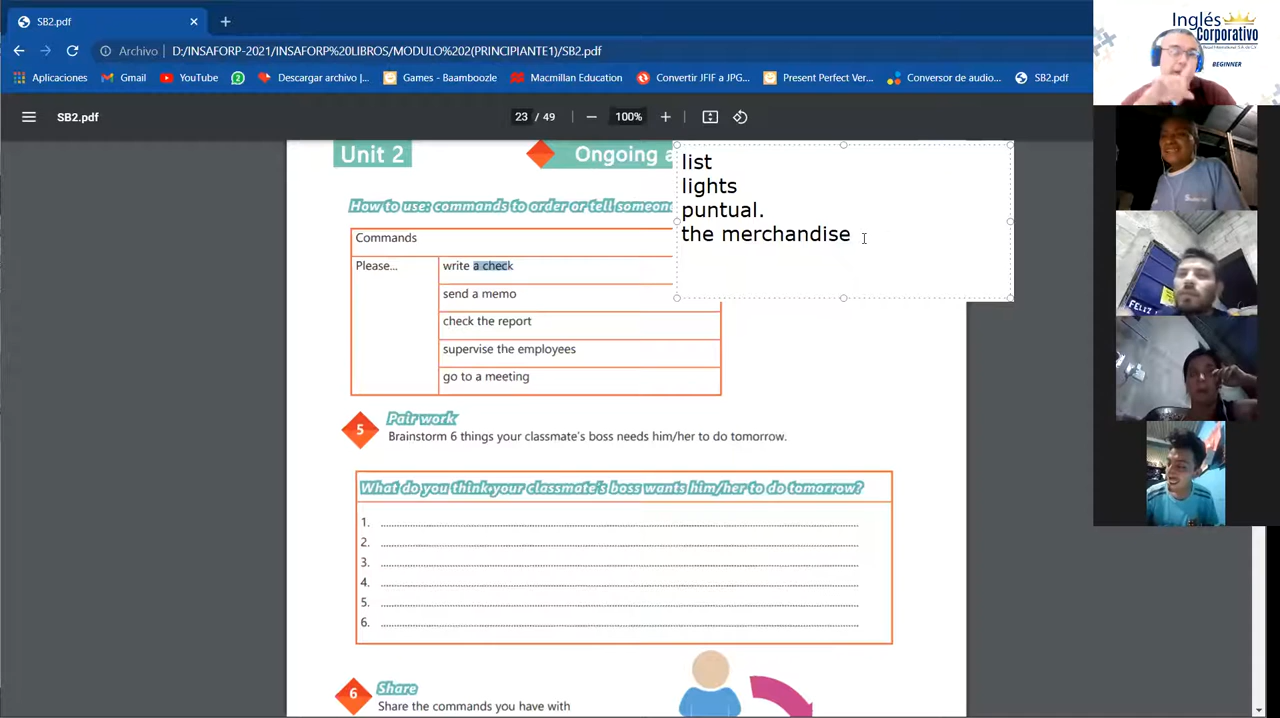 SB2.pdf
Archivo
D:/INSAFORP-2021/INSAFORP%20LIBROS/MODULO%202(PRINCIPIANTE1)/SB2.pdf
Aplicaciones
Gmail
YouTube
2
Descargar archivo |...
Games - Baamboozle
Macmillan Education
Convertir JFIF a JPG...
Present Perfect Ver...
Conversor de audio...
SB2.pdf
SB2.pdf
23 / 49
100%
Inglés
Corporativo
BEGINNER
Unit 2
Ongoing a
list
lights
puntual.
the merchandise
How to use: commands to order or tell someone
Commands
Please...
write a check
send a memo
check the report
supervise the employees
go to a meeting
5
Pair work
Brainstorm 6 things your classmate's boss needs him/her to do tomorrow.
What do you think your classmate's boss wants him/her to do tomorrow?
1.
2.
3.
4.
5.
6.
6
Share
Share the commands you have with
FELIZ